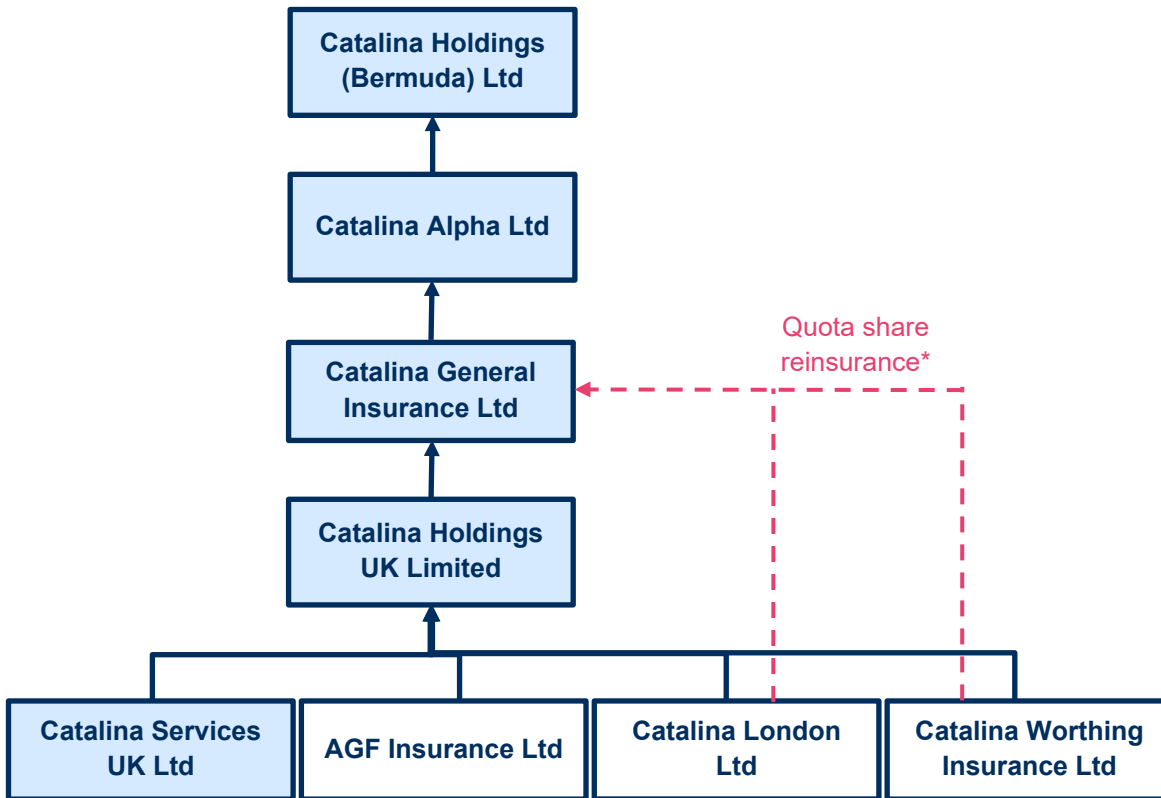 Catalina Holdings
(Bermuda) Ltd
Catalina Alpha Ltd
Quota share
reinsurance*
Catalina General
Insurance Ltd
Catalina Holdings
UK Limited
Catalina Services
UK Ltd
AGF Insurance Ltd
Catalina London
Ltd
Catalina Worthing
Insurance Ltd